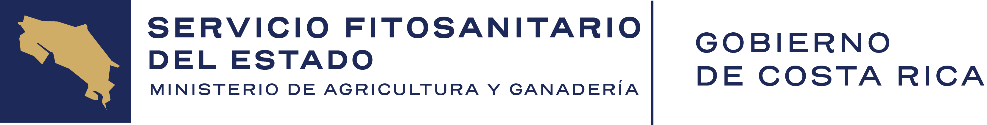 SERVICIO FITOSANITARIO
DEL ESTADO
MINISTERIO DE AGRICULTURA Y GANADERÍA
GOBIERNO
DE COSTA RICA